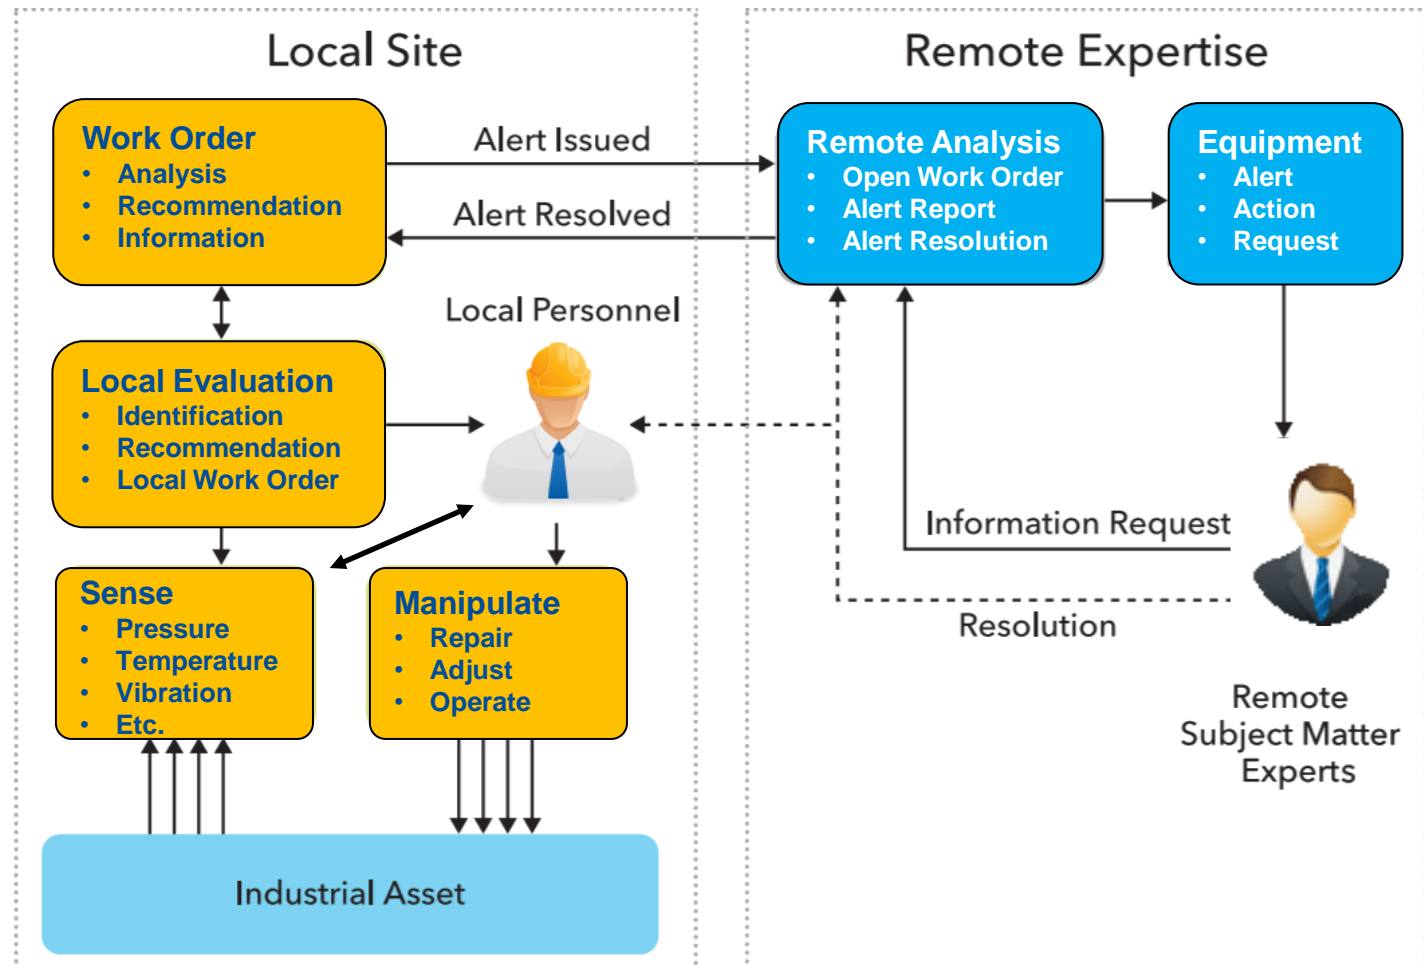 Local Site
Work Order
• Analysis
• Recommendation
• Information
Alert Issued
Alert Resolved
Local Personnel
Local Evaluation
• Identification
• Recommendation
• Local Work Order
Sense
• Pressure
• Temperature
• Vibration
• Etc.
Manipulate
• Repair
• Adjust
• Operate
Industrial Asset
Remote Expertise
Remote Analysis
• Open Work Order
• Alert Report
• Alert Resolution
Equipment
• Alert
• Action
• Request
Information Request
Resolution
Remote
Subject Matter
Experts